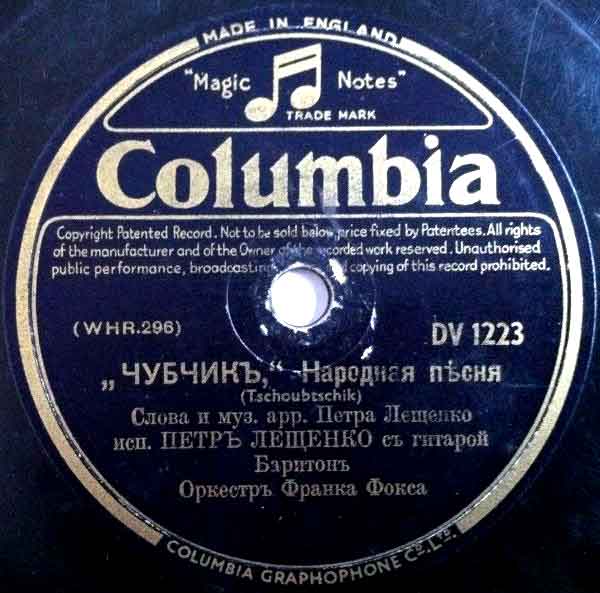 MADE IN ENGLAND
"Magic Notes"
TRADE MARK
Columbia
Copyright Patented Record. Not to be sold below price fixed by Patentees. All rights
of the manufacturer and of the Owner of the recorded work reserved. Unauthorised
public performance, broadcasting copying of this record prohibited.
(WHR.296) DV 1223
„ЧУБЧИКЪ,“ Народная пѣсня
(Tschoubtschik)
Слова и муз. арр. Петра Лещенко
исп. ПЕТРЪ ЛЕЩЕНКО съ гитарой
Баритонъ
Оркестръ Франка Фокса
COLUMBIA GRAPHOPHONE Cº. Lᵀᴰ.